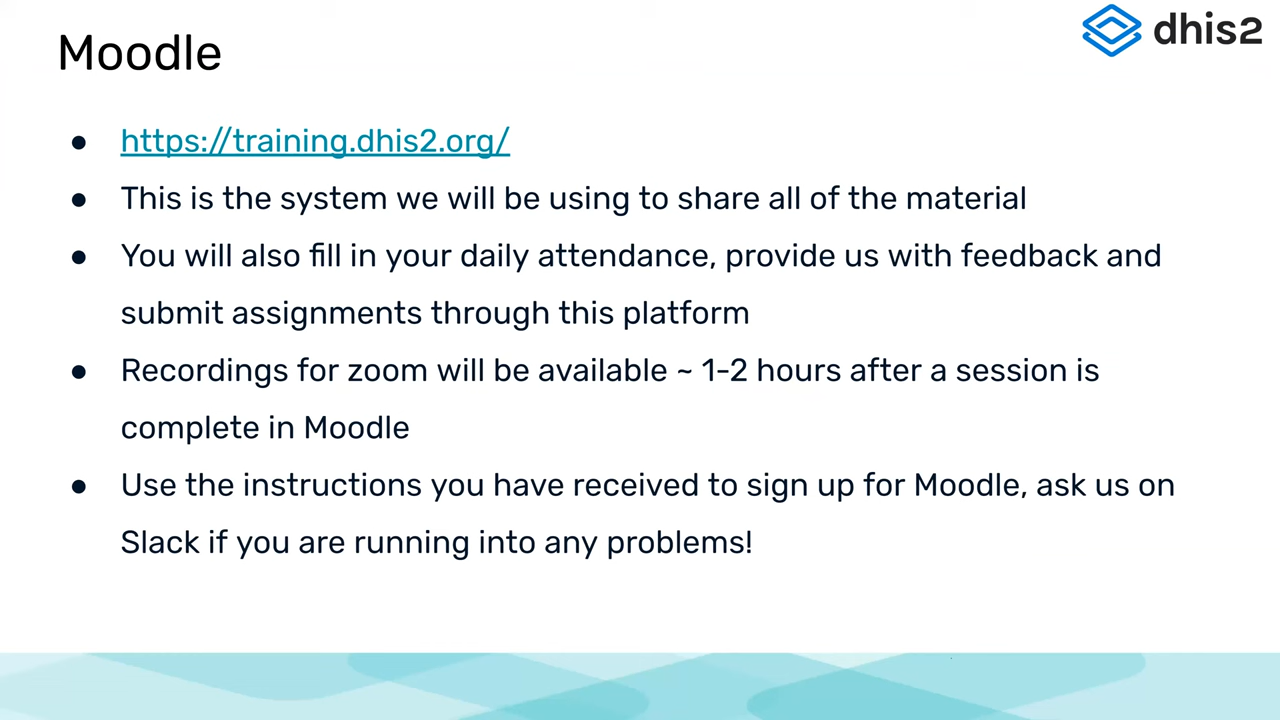 dhis2
Moodle
● https://training.dhis2.org/
● This is the system we will be using to share all of the material
● You will also fill in your daily attendance, provide us with feedback and
submit assignments through this platform
● Recordings for zoom will be available ~ 1-2 hours after a session is
complete in Moodle
● Use the instructions you have received to sign up for Moodle, ask us on
Slack if you are running into any problems!